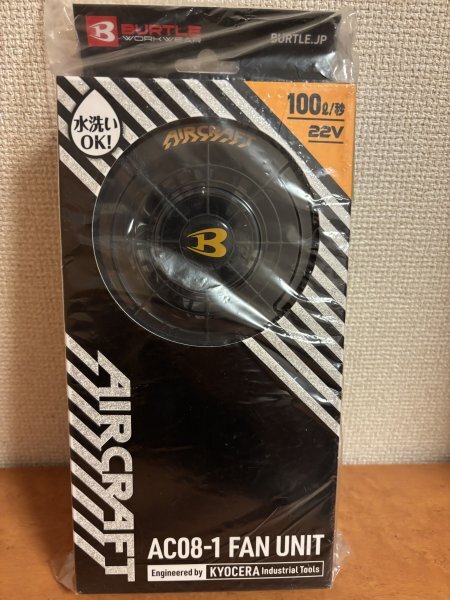 BURTLE
WORKWEAR
BURTLE.JP
水洗い
OK!
100ℓ/秒
22V
AIRCRAFT
B
AIRCRAFT
AC08-1 FAN UNIT
Engineered by KYOCERA Industrial Tools